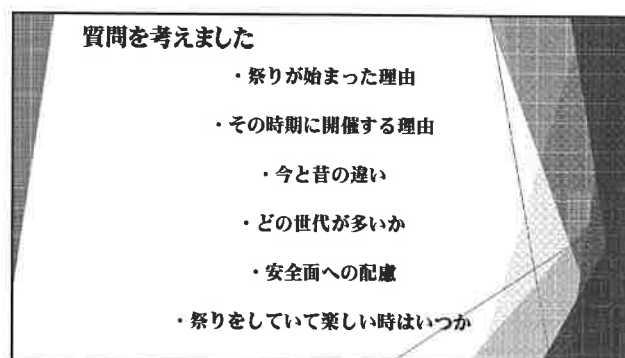 質問を考えました
・祭りが始まった理由
・その時期に開催する理由
・今と昔の違い
・どの世代が多いか
・安全面への配慮
・祭りをしていて楽しい時はいつか